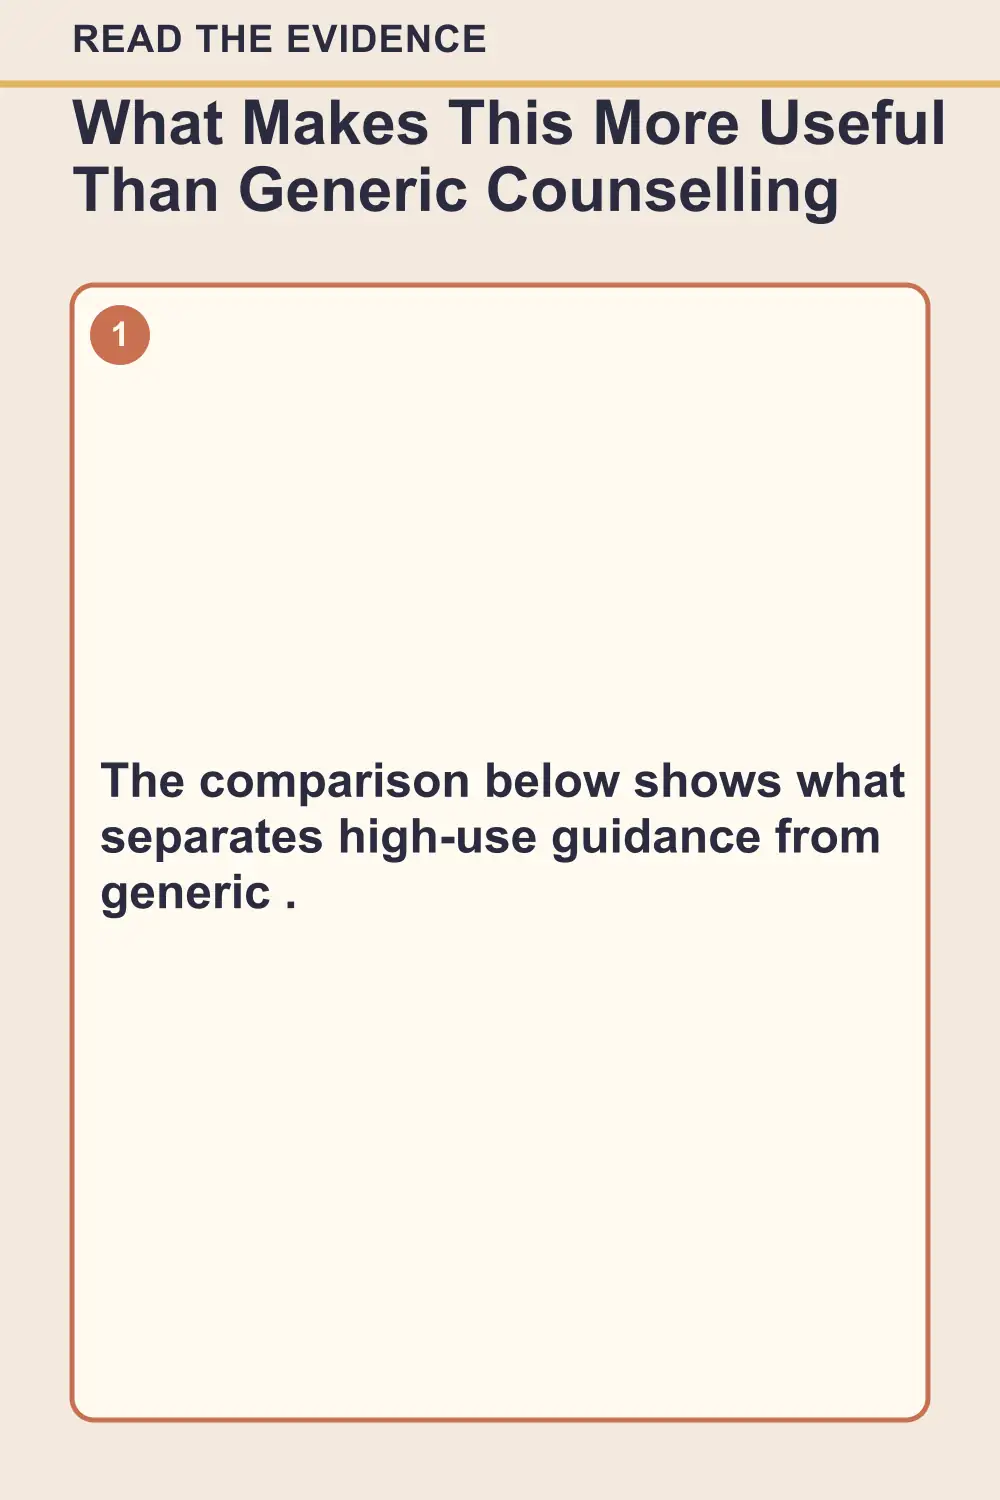 READ THE EVIDENCE
What Makes This More Useful
Than Generic Counselling
1
The comparison below shows what
separates high-use guidance from
generic .